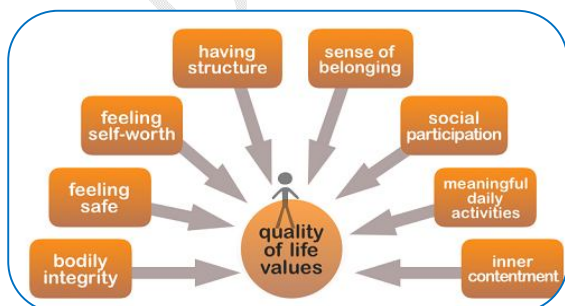 having
structure
sense of
belonging
feeling
self-worth
social
participation
feeling
safe
meaningful
daily
activities
bodily
integrity
quality
of life
values
inner
contentment